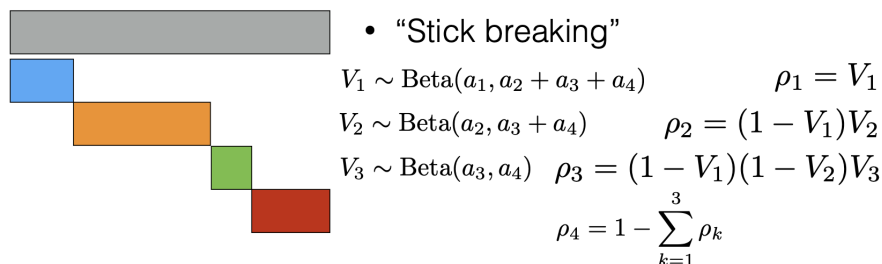 • “Stick breaking”
V₁ ∼ Beta(a₁, a₂ + a₃ + a₄) ρ₁ = V₁
V₂ ∼ Beta(a₂, a₃ + a₄) ρ₂ = (1 − V₁)V₂
V₃ ∼ Beta(a₃, a₄) ρ₃ = (1 − V₁)(1 − V₂)V₃
ρ₄ = 1 − ∑_{k=1}^{3} ρₖ